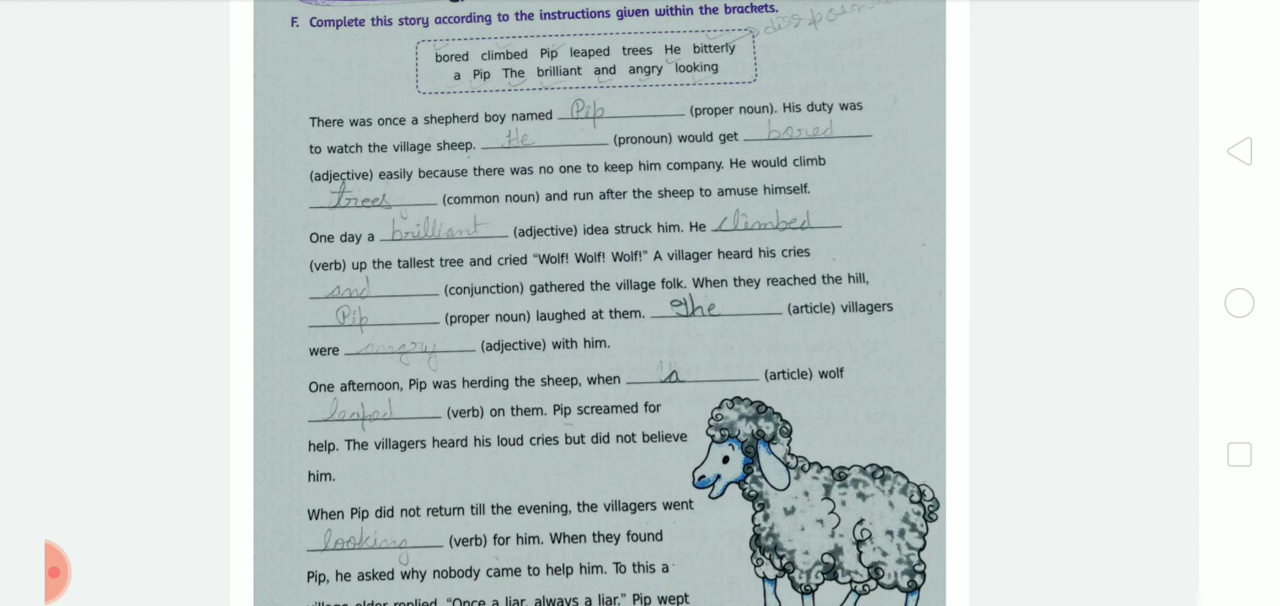 F. Complete this story according to the instructions given within the brackets.
bored climbed Pip leaped trees He bitterly
a Pip The brilliant and angry looking
There was once a shepherd boy named Pip (proper noun). His duty was
to watch the village sheep. He (pronoun) would get bored
(adjective) easily because there was no one to keep him company. He would climb
trees (common noun) and run after the sheep to amuse himself.
One day a brilliant (adjective) idea struck him. He climbed
(verb) up the tallest tree and cried “Wolf! Wolf! Wolf!” A villager heard his cries
and (conjunction) gathered the village folk. When they reached the hill,
Pip (proper noun) laughed at them. The (article) villagers
were angry (adjective) with him.
One afternoon, Pip was herding the sheep, when a (article) wolf
leaped (verb) on them. Pip screamed for
help. The villagers heard his loud cries but did not believe
him.
When Pip did not return till the evening, the villagers went
looking (verb) for him. When they found
Pip, he asked why nobody came to help him. To this a
village elder replied, “Once a liar, always a liar.” Pip wept